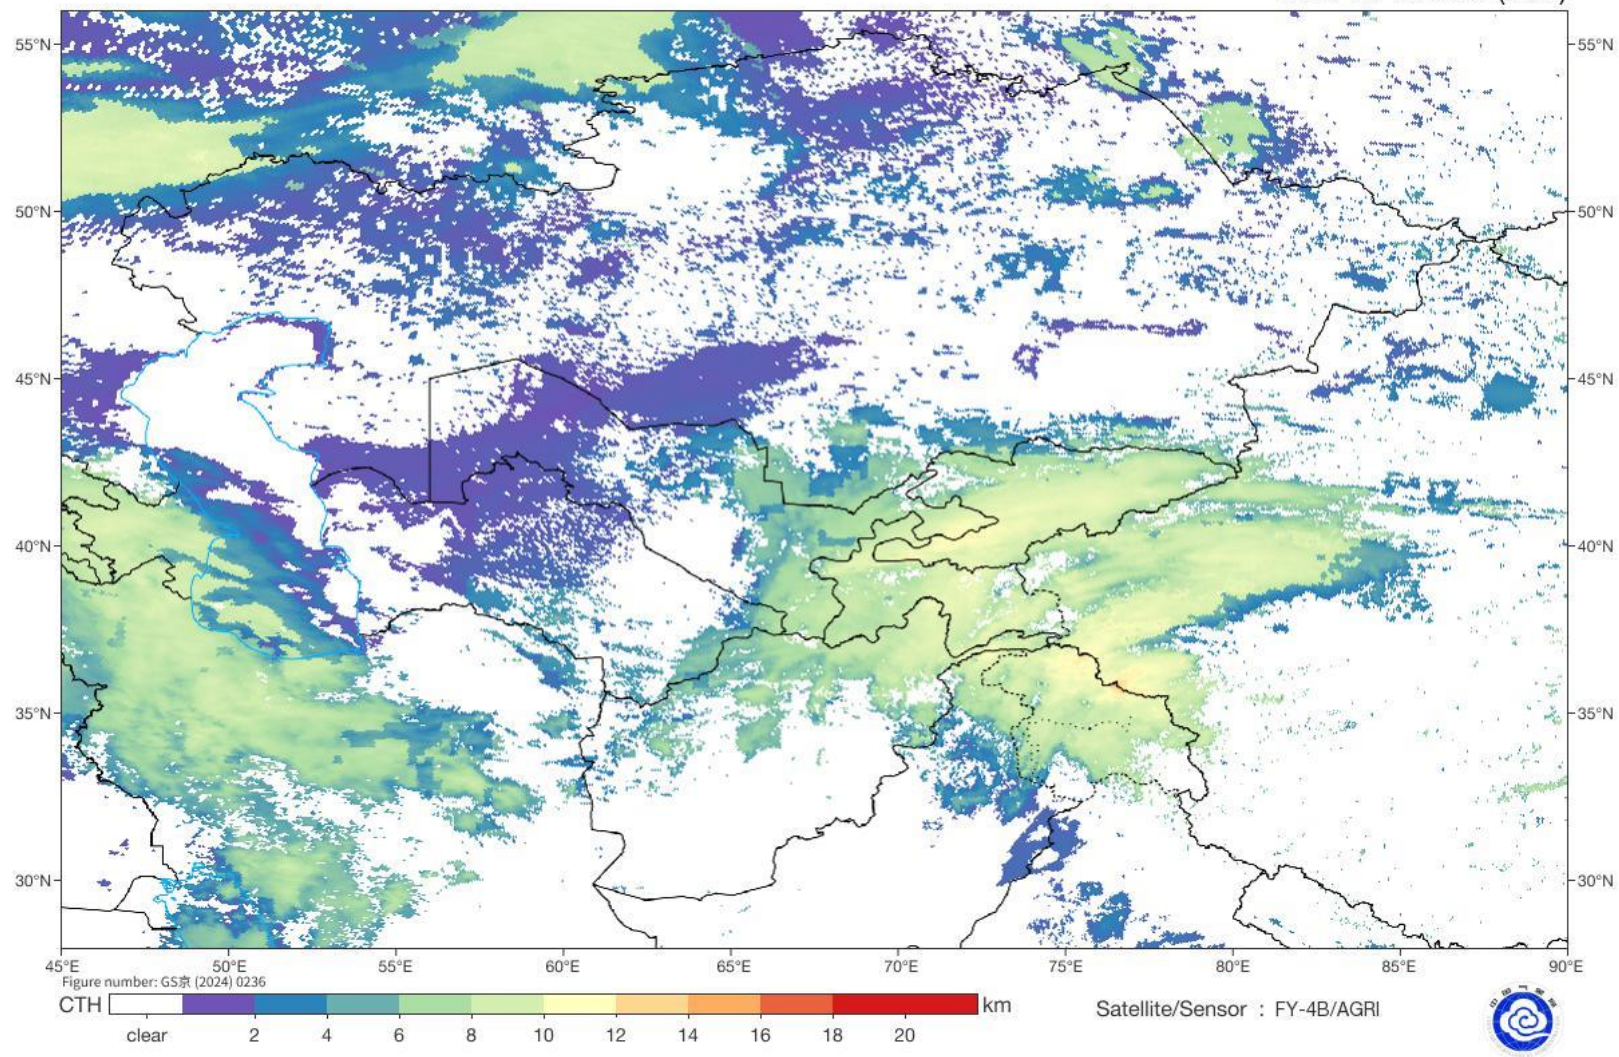 55°N 55°N
50°N 50°N
45°N 45°N
40°N 40°N
35°N 35°N
30°N 30°N
45°E 50°E 55°E 60°E 65°E 70°E 75°E 80°E 85°E 90°E
Figure number: GS京 (2024) 0236
CTH km
clear 2 4 6 8 10 12 14 16 18 20
Satellite/Sensor : FY-4B/AGRI